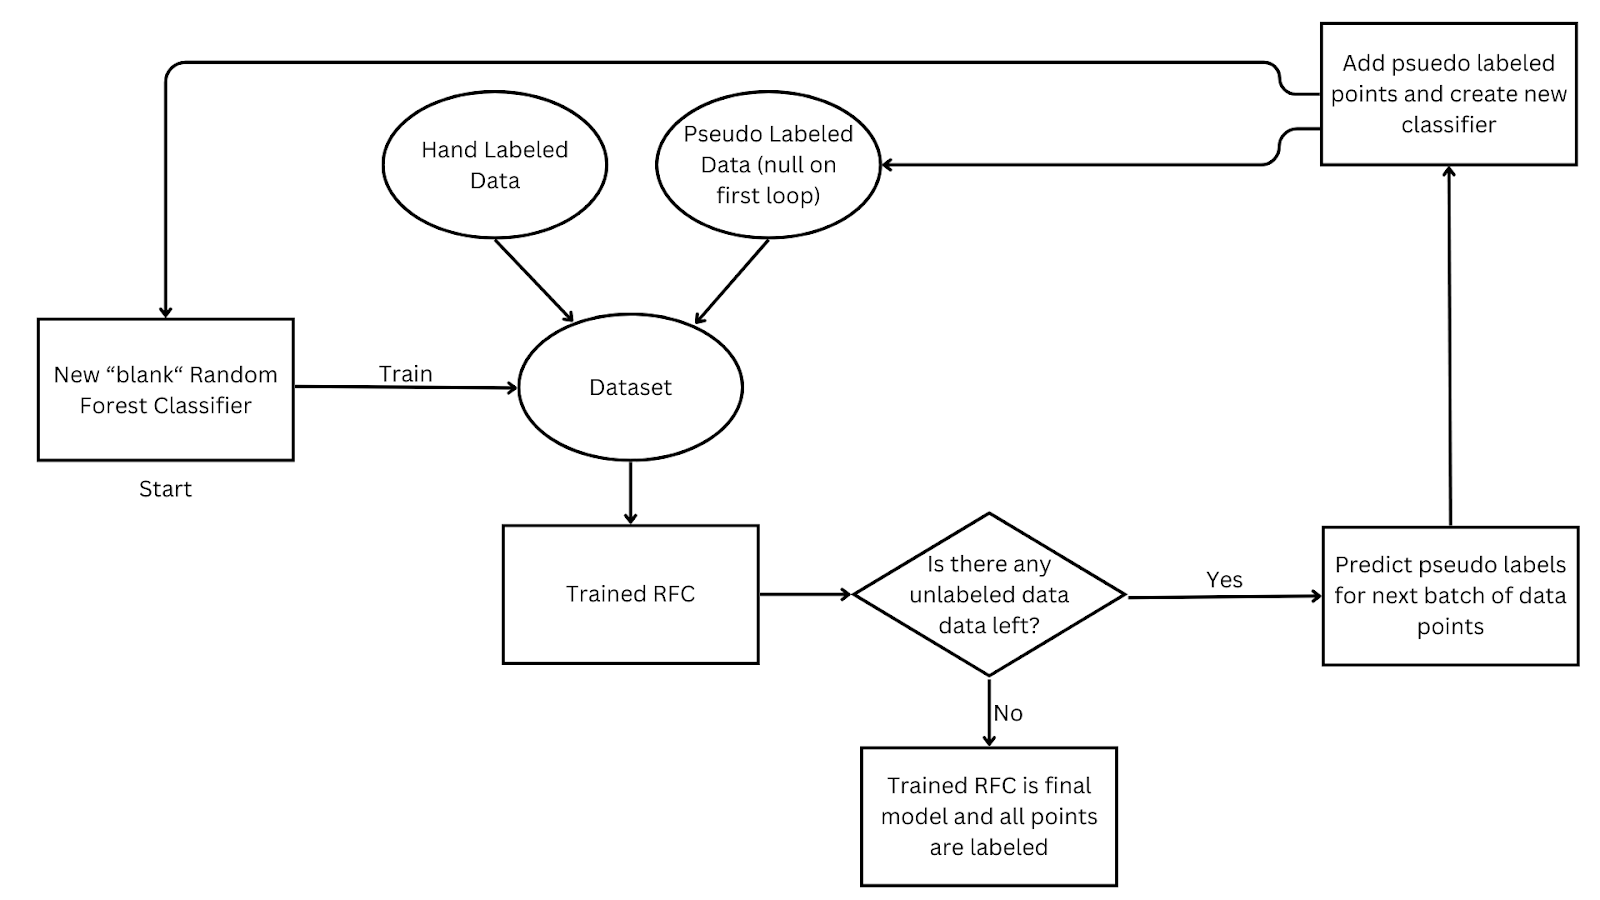 Add psuedo labeled
points and create new
classifier
Hand Labeled
Data
Pseudo Labeled
Data (null on
first loop)
New “blank“ Random
Forest Classifier
Train
Dataset
Start
Trained RFC
Is there any
unlabeled data
data left?
Yes
Predict pseudo labels
for next batch of data
points
No
Trained RFC is final
model and all points
are labeled